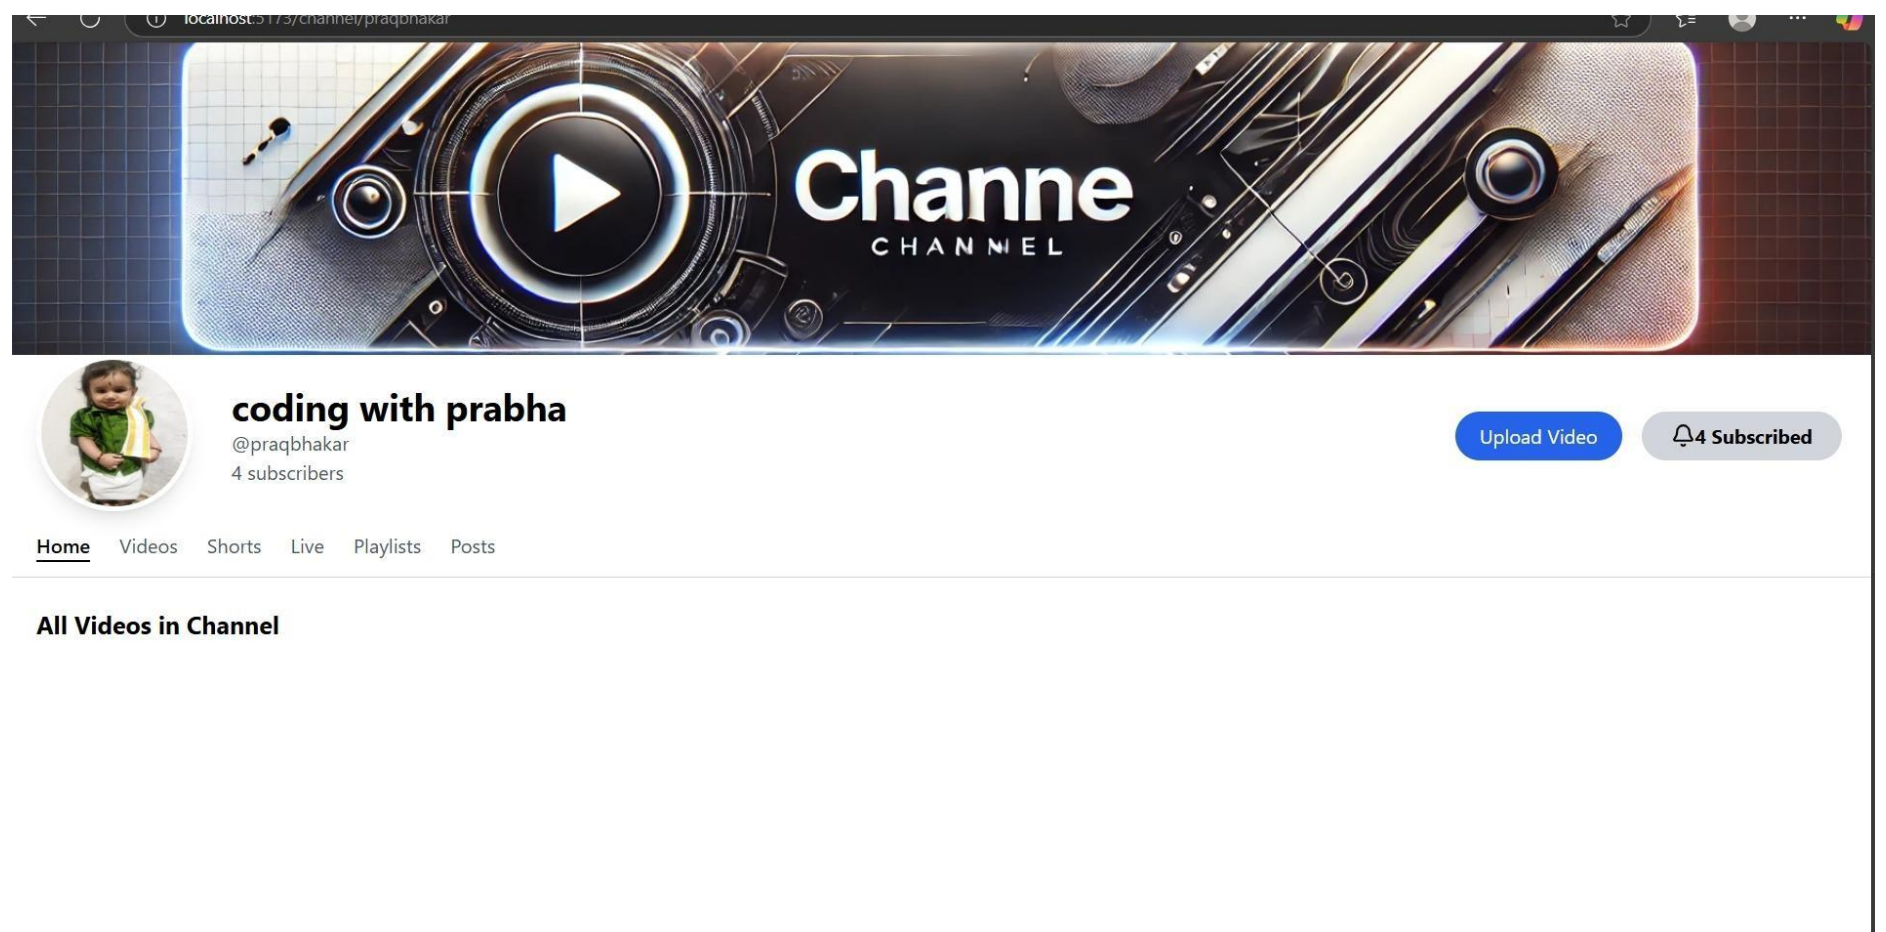 localhost:5173/channel/praqbhakar
Channe
CHANNEL
coding with prabha
@praqbhakar
4 subscribers
Upload Video
4 Subscribed
Home Videos Shorts Live Playlists Posts
All Videos in Channel